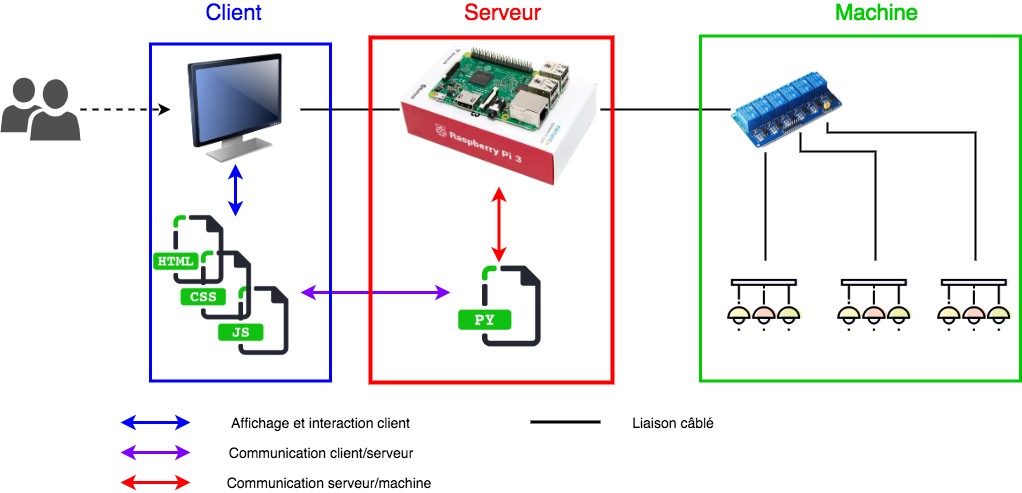 Client
Serveur
Machine
Raspberry Pi 3
HTML
CSS
JS
PY
Affichage et interaction client
Liaison câblé
Communication client/serveur
Communication serveur/machine